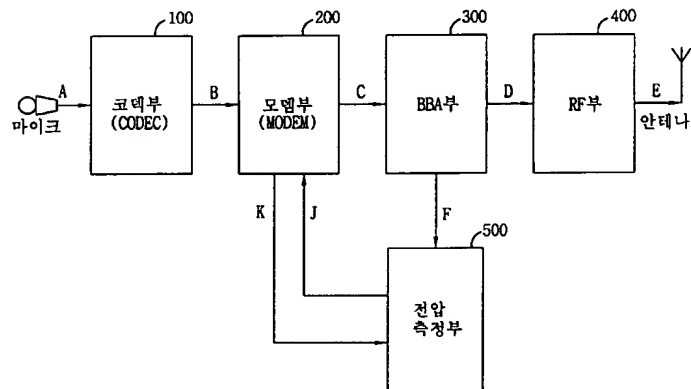 100
200
300
400
A
B
C
D
E
마이크
코덱부
(CODEC)
모뎀부
(MODEM)
BBA부
RF부
안테나
K
J
F
500
전압
측정부